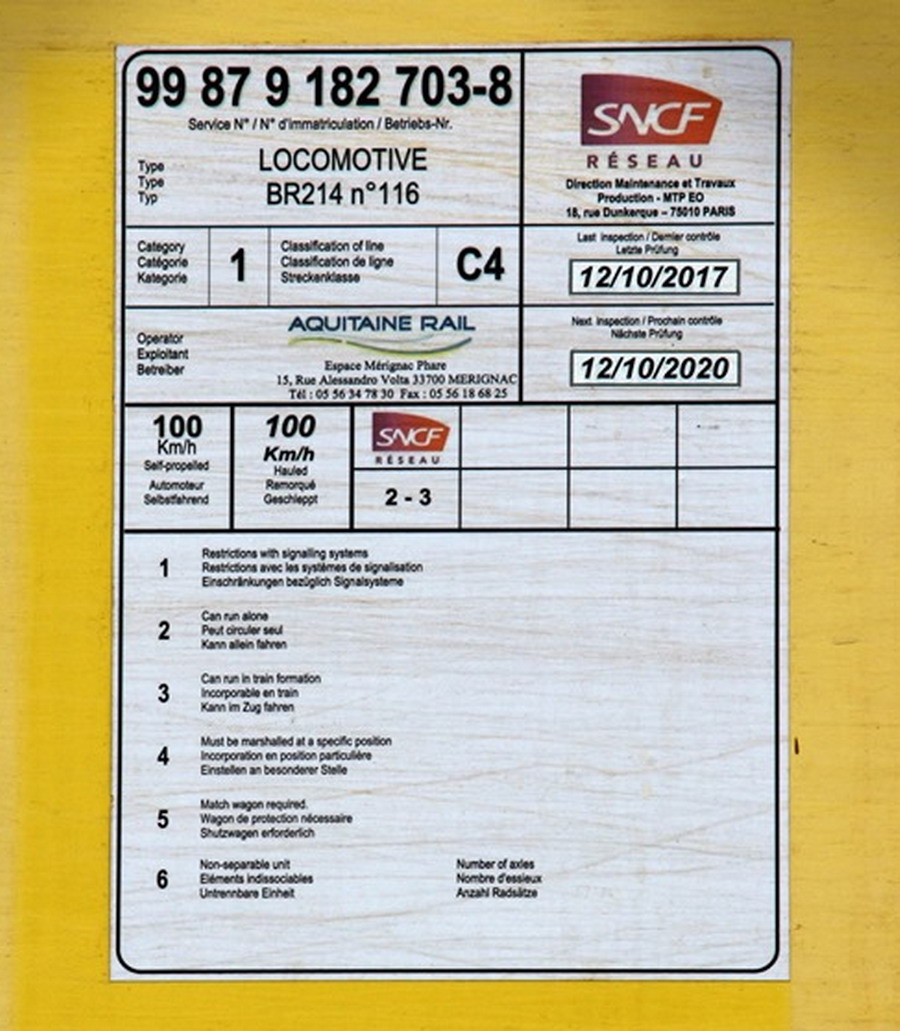 99 87 9 182 703-8
Service N° / N° d'immatriculation / Betriebs-Nr.
Type
Type
Typ
LOCOMOTIVE
BR214 n°116
SNCF
RÉSEAU
Direction Maintenance et Travaux
Production - MTP EO
18, rue Dunkerque – 75010 PARIS
Category
Catégorie
Kategorie
1
Classification of line
Classification de ligne
Streckenklasse
C4
Last inspection / Dernier contrôle
Letzte Prüfung
12/10/2017
Operator
Exploitant
Betreiber
AQUITAINE RAIL
Espace Mérignac Phare
15, Rue Alessandro Volta 33700 MERIGNAC
Tél : 05 56 34 78 30 Fax : 05 56 18 68 25
Next inspection / Prochain contrôle
Nächste Prüfung
12/10/2020
100
Km/h
Self-propelled
Automoteur
Selbstfahrend
100
Km/h
Hauled
Remorqué
Geschleppt
SNCF
RÉSEAU
2 - 3
1
Restrictions with signalling systems
Restrictions avec les systèmes de signalisation
Einschränkungen bezüglich Signalsysteme
2
Can run alone
Peut circuler seul
Kann allein fahren
3
Can run in train formation
Incorporable en train
Kann im Zug fahren
4
Must be marshalled at a specific position
Incorporation en position particulière
Einstellen an besonderer Stelle
5
Match wagon required.
Wagon de protection nécessaire
Shutzwagen erforderlich
6
Non-separable unit
Eléments indissociables
Untrennbare Einheit
Number of axles
Nombre d'essieux
Anzahl Radsätze